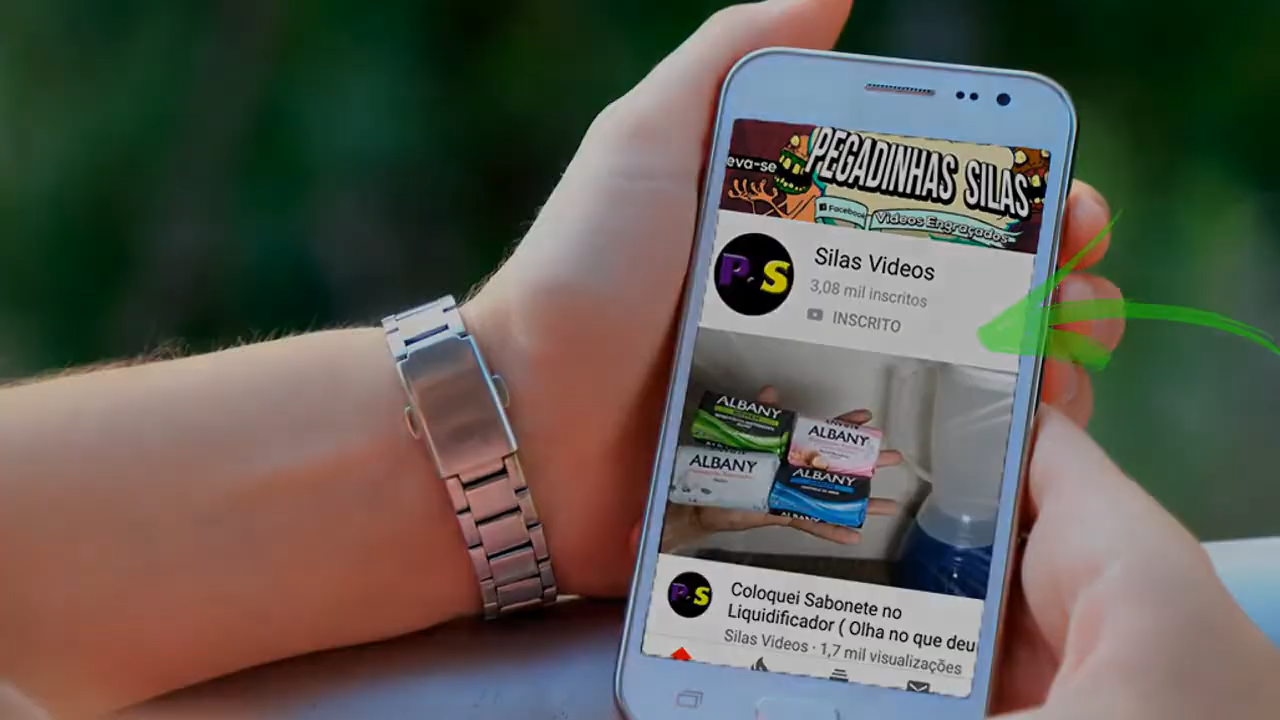 eva-se
PEGADINHAS SILAS
Facebook
Videos Engraçados
P.S
Silas Videos
3,08 mil inscritos
INSCRITO
ALBANY
ALBANY
ALBANY
ALBANY
P.S
Coloquei Sabonete no
Liquidificador ( Olha no que deu
Silas Videos · 1,7 mil visualizações